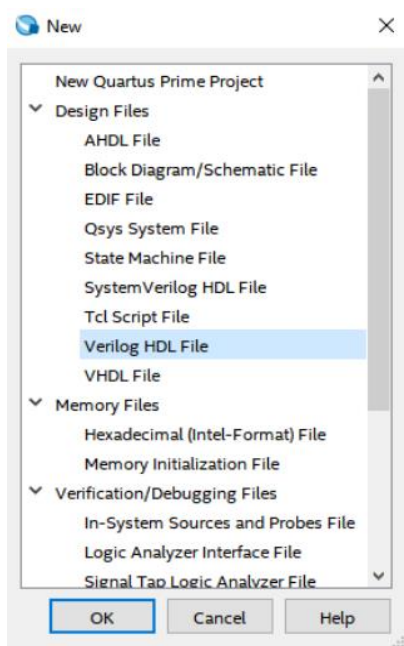 New
New Quartus Prime Project
Design Files
AHDL File
Block Diagram/Schematic File
EDIF File
Qsys System File
State Machine File
SystemVerilog HDL File
Tcl Script File
Verilog HDL File
VHDL File
Memory Files
Hexadecimal (Intel-Format) File
Memory Initialization File
Verification/Debugging Files
In-System Sources and Probes File
Logic Analyzer Interface File
Signal Tap Logic Analyzer File
OK Cancel Help